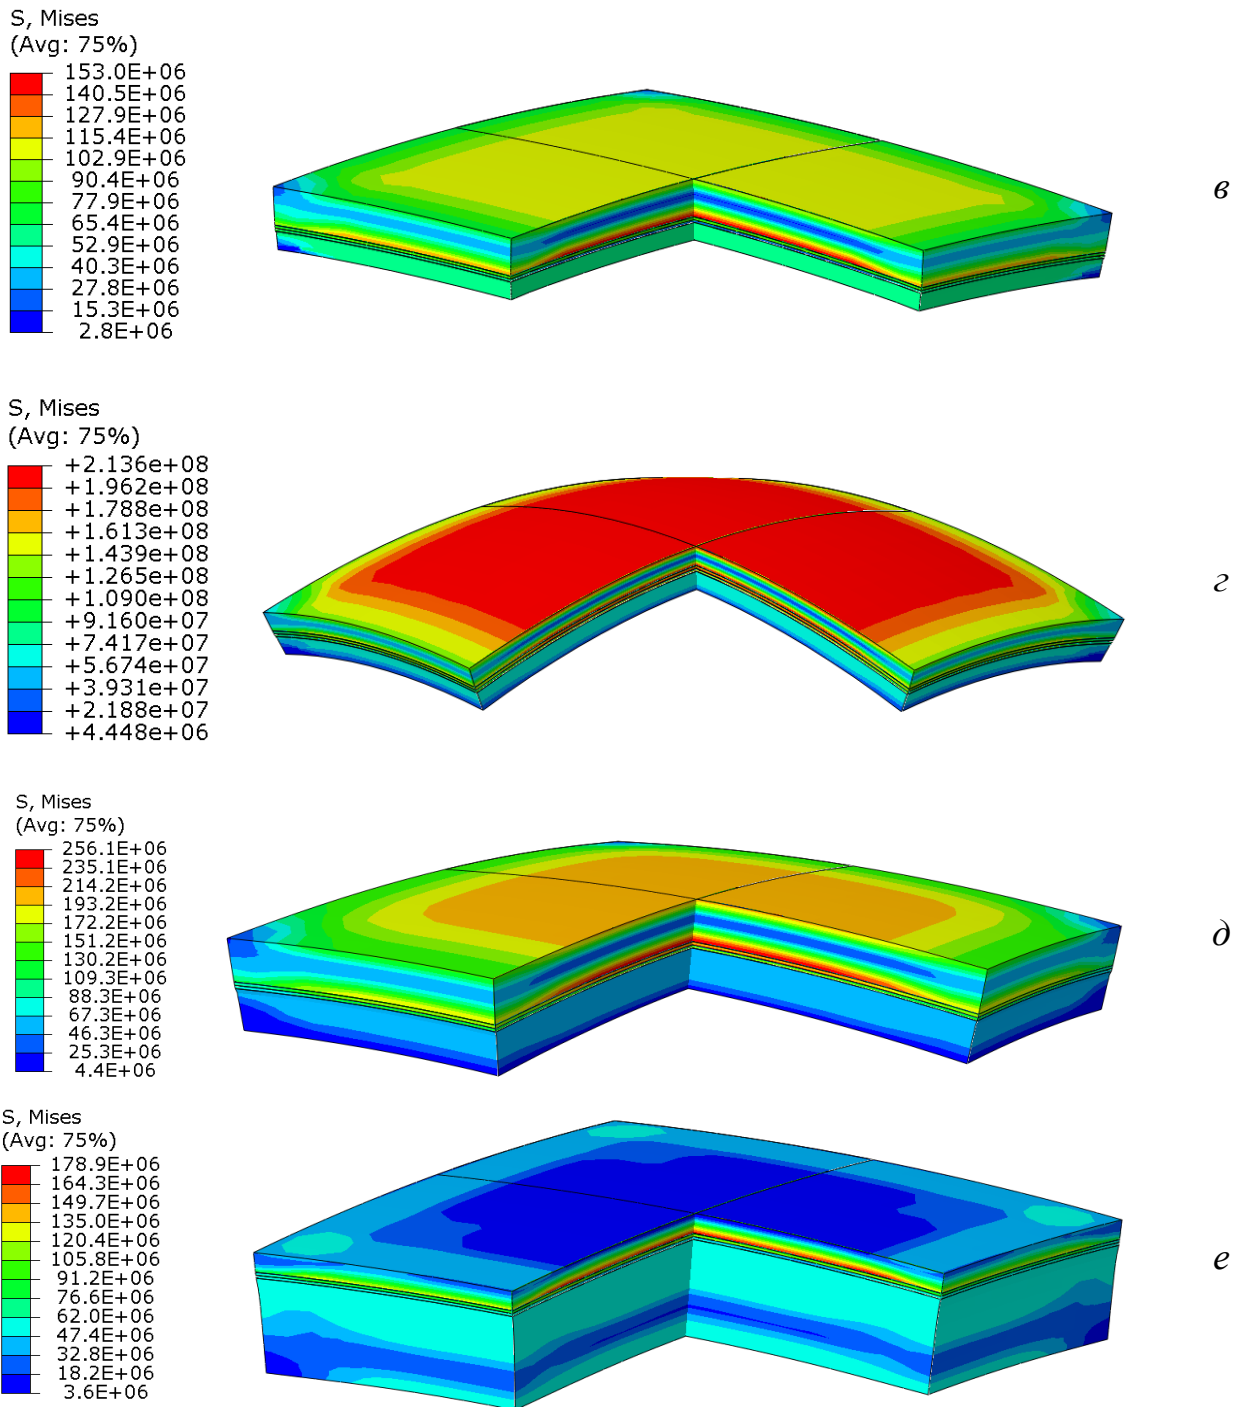 S, Mises
(Avg: 75%)
153.0E+06
140.5E+06
127.9E+06
115.4E+06
102.9E+06
90.4E+06
77.9E+06
65.4E+06
52.9E+06
40.3E+06
27.8E+06
15.3E+06
2.8E+06
в
S, Mises
(Avg: 75%)
+2.136e+08
+1.962e+08
+1.788e+08
+1.613e+08
+1.439e+08
+1.265e+08
+1.090e+08
+9.160e+07
+7.417e+07
+5.674e+07
+3.931e+07
+2.188e+07
+4.448e+06
г
S, Mises
(Avg: 75%)
256.1E+06
235.1E+06
214.2E+06
193.2E+06
172.2E+06
151.2E+06
130.2E+06
109.3E+06
88.3E+06
67.3E+06
46.3E+06
25.3E+06
4.4E+06
д
S, Mises
(Avg: 75%)
178.9E+06
164.3E+06
149.7E+06
135.0E+06
120.4E+06
105.8E+06
91.2E+06
76.6E+06
62.0E+06
47.4E+06
32.8E+06
18.2E+06
3.6E+06
е